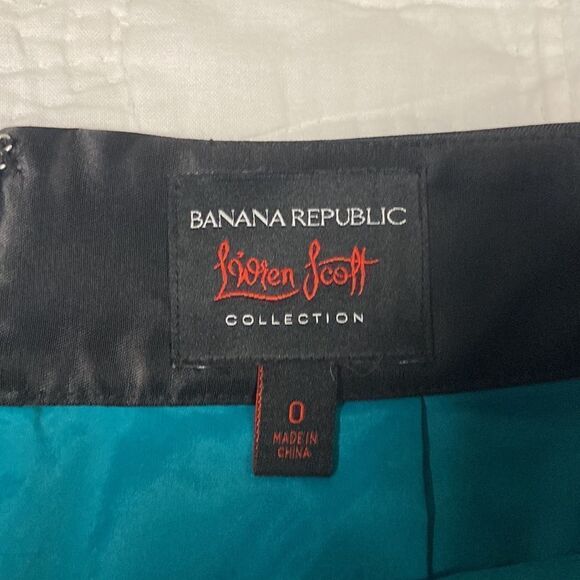 BANANA REPUBLIC
L'Wren Scott
COLLECTION
0
MADE IN
CHINA